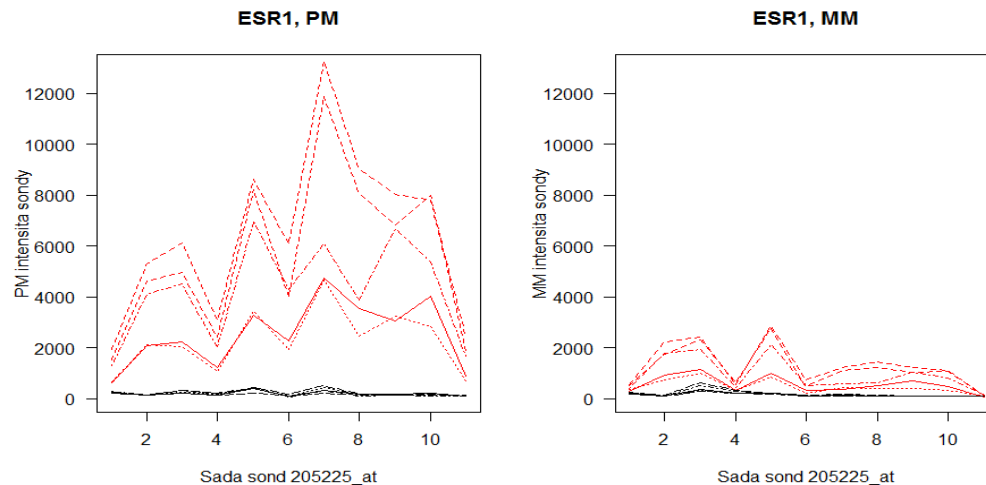 ESR1, PM
PM intensita sondy
12000
10000
8000
6000
4000
2000
0
2 4 6 8 10
Sada sond 205225_at
ESR1, MM
MM intensita sondy
12000
10000
8000
6000
4000
2000
0
2 4 6 8 10
Sada sond 205225_at